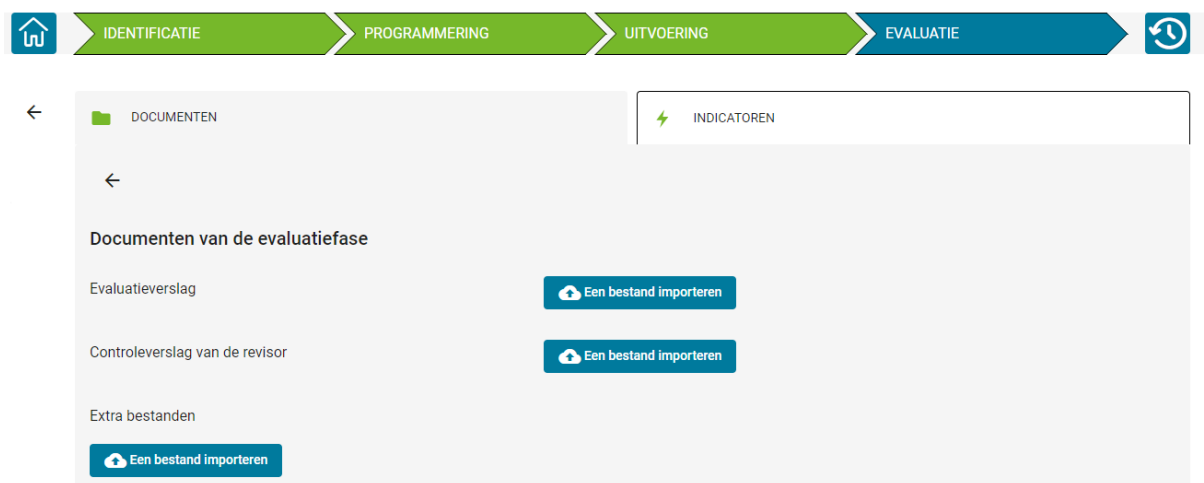 IDENTIFICATIE
PROGRAMMERING
UITVOERING
EVALUATIE
DOCUMENTEN
INDICATOREN
Documenten van de evaluatiefase
Evaluatieverslag
Een bestand importeren
Controleverslag van de revisor
Een bestand importeren
Extra bestanden
Een bestand importeren